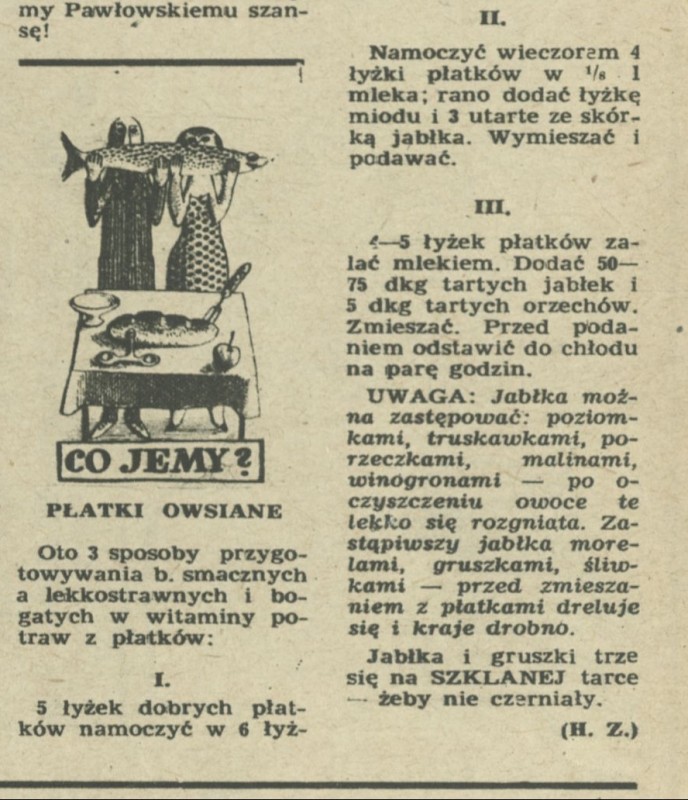 my Pawłowskiemu szan-
sę!
CO JEMY?
PŁATKI OWSIANE
Oto 3 sposoby przygo-
towywania b. smacznych
a lekkostrawnych i bo-
gatych w witaminy po-
traw z płatków:
I.
5 łyżek dobrych płat-
ków namoczyć w 6 łyż-
II.
Namoczyć wieczorem 4
łyżki płatków w ⅛ l
mleka; rano dodać łyżkę
miodu i 3 utarte ze skór-
ką jabłka. Wymieszać i
podawać.
III.
4—5 łyżek płatków za-
lać mlekiem. Dodać 50—
75 dkg tartych jabłek i
5 dkg tartych orzechów.
Zmieszać. Przed poda-
niem odstawić do chłodu
na parę godzin.
UWAGA: Jabłka moż-
na zastępować: poziom-
kami, truskawkami, po-
rzeczkami, malinami,
winogronami — po o-
czyszczeniu owoce te
lekko się rozgniata. Za-
stąpiwszy jabłka more-
lami, gruszkami, śliw-
kami — przed zmiesza-
niem z płatkami dreluje
się i kraje drobno.
Jabłka i gruszki trze
się na SZKLANEJ tarce
— żeby nie czerniały.
(H. Z.)